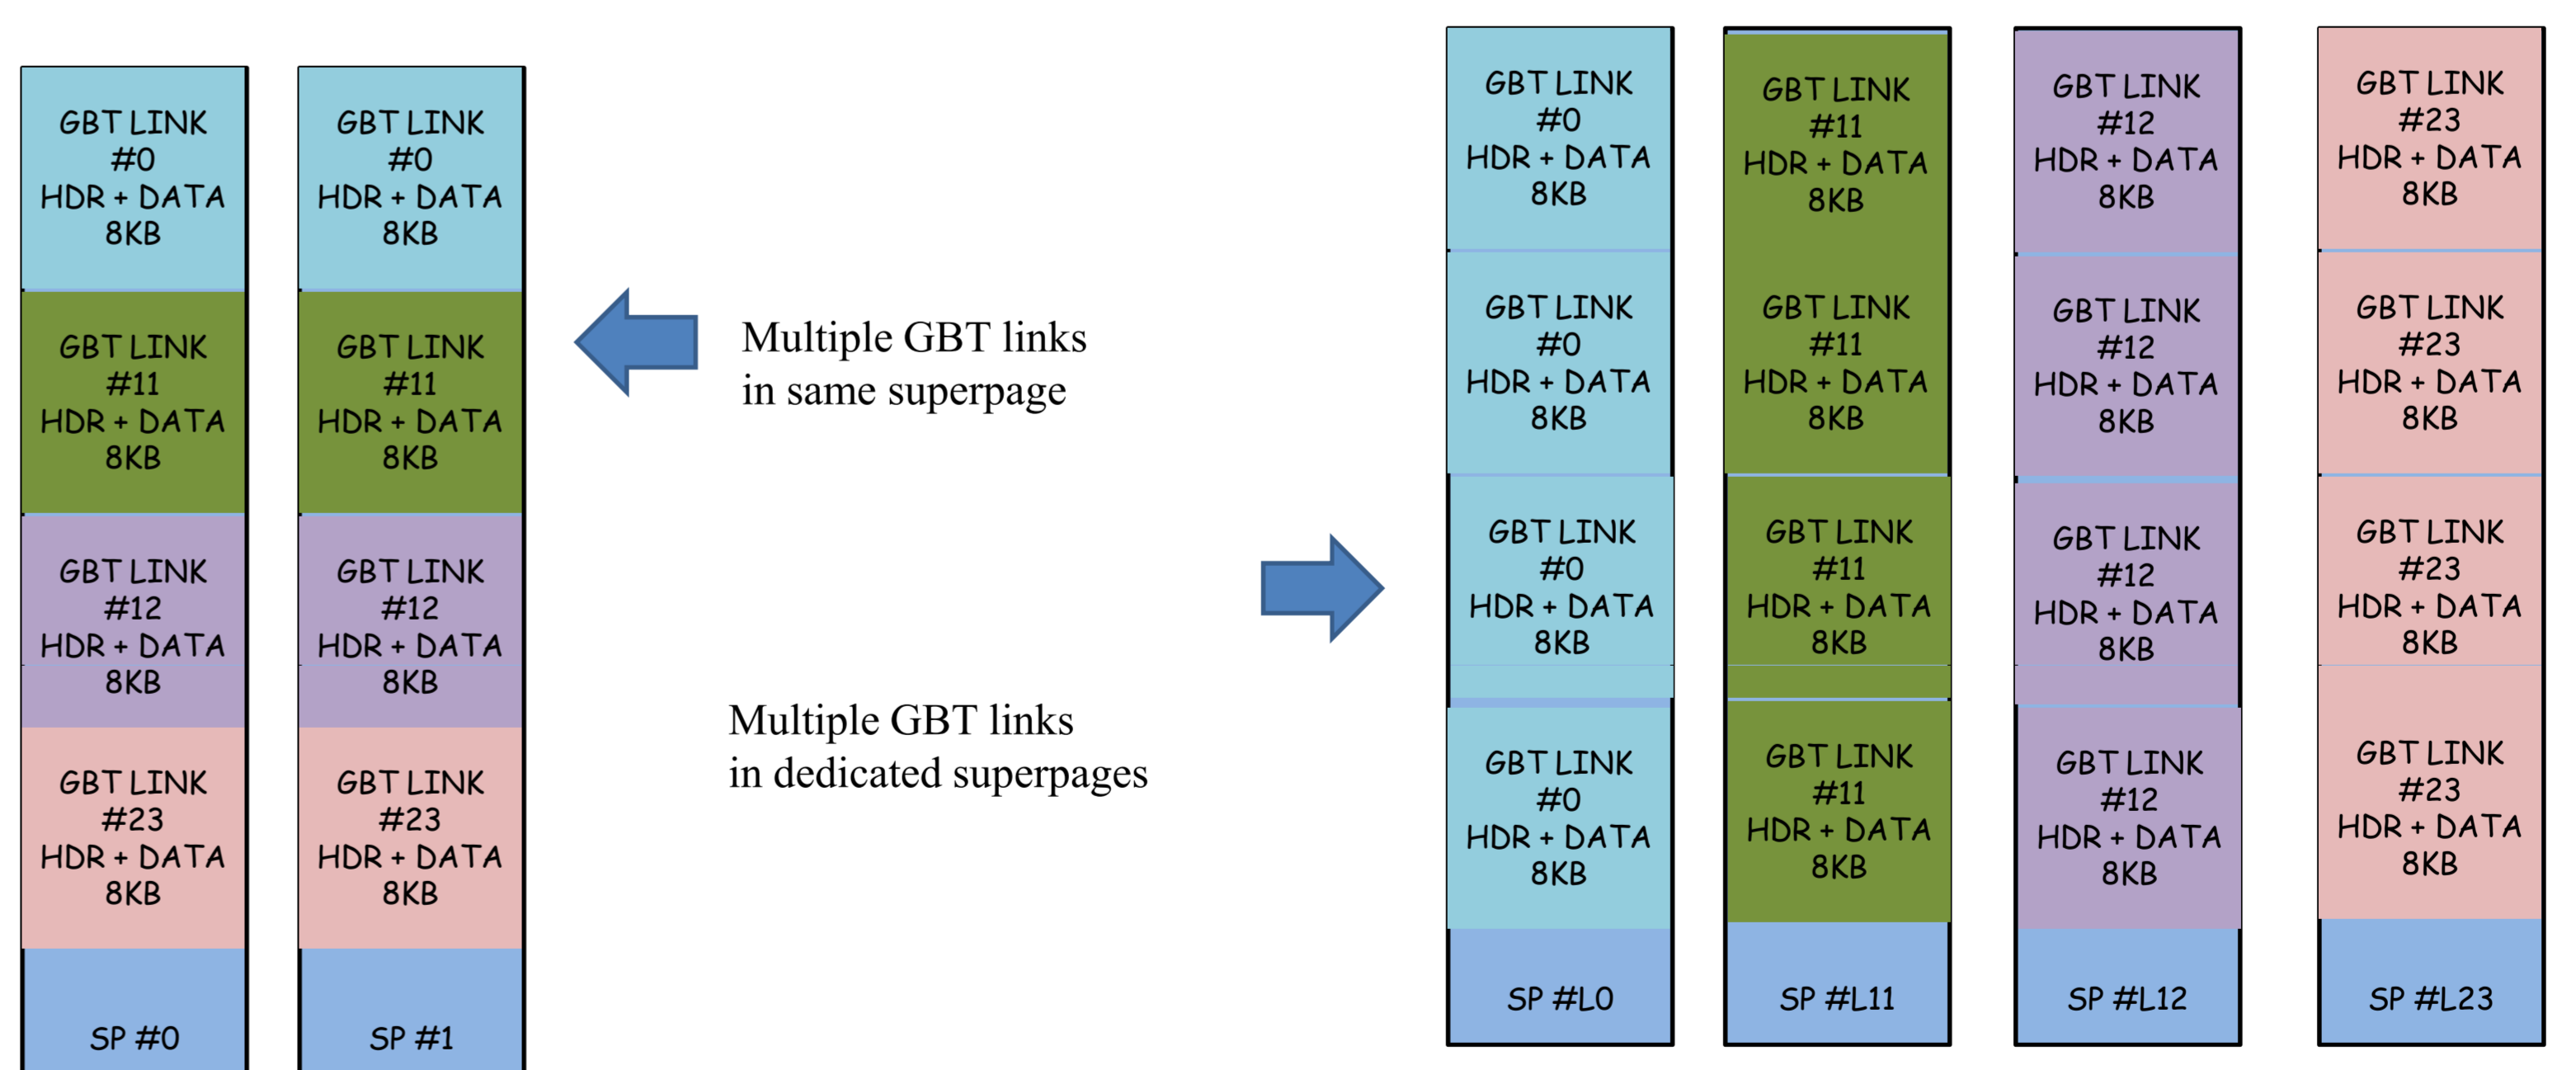 GBT LINK
#0
HDR + DATA
8KB
GBT LINK
#11
HDR + DATA
8KB
GBT LINK
#12
HDR + DATA
8KB
GBT LINK
#23
HDR + DATA
8KB
SP #0
GBT LINK
#0
HDR + DATA
8KB
GBT LINK
#11
HDR + DATA
8KB
GBT LINK
#12
HDR + DATA
8KB
GBT LINK
#23
HDR + DATA
8KB
SP #1
Multiple GBT links
in same superpage
Multiple GBT links
in dedicated superpages
GBT LINK
#0
HDR + DATA
8KB
GBT LINK
#0
HDR + DATA
8KB
GBT LINK
#0
HDR + DATA
8KB
GBT LINK
#0
HDR + DATA
8KB
SP #L0
GBT LINK
#11
HDR + DATA
8KB
GBT LINK
#11
HDR + DATA
8KB
GBT LINK
#11
HDR + DATA
8KB
GBT LINK
#11
HDR + DATA
8KB
SP #L11
GBT LINK
#12
HDR + DATA
8KB
GBT LINK
#12
HDR + DATA
8KB
GBT LINK
#12
HDR + DATA
8KB
GBT LINK
#12
HDR + DATA
8KB
SP #L12
GBT LINK
#23
HDR + DATA
8KB
GBT LINK
#23
HDR + DATA
8KB
GBT LINK
#23
HDR + DATA
8KB
GBT LINK
#23
HDR + DATA
8KB
SP #L23